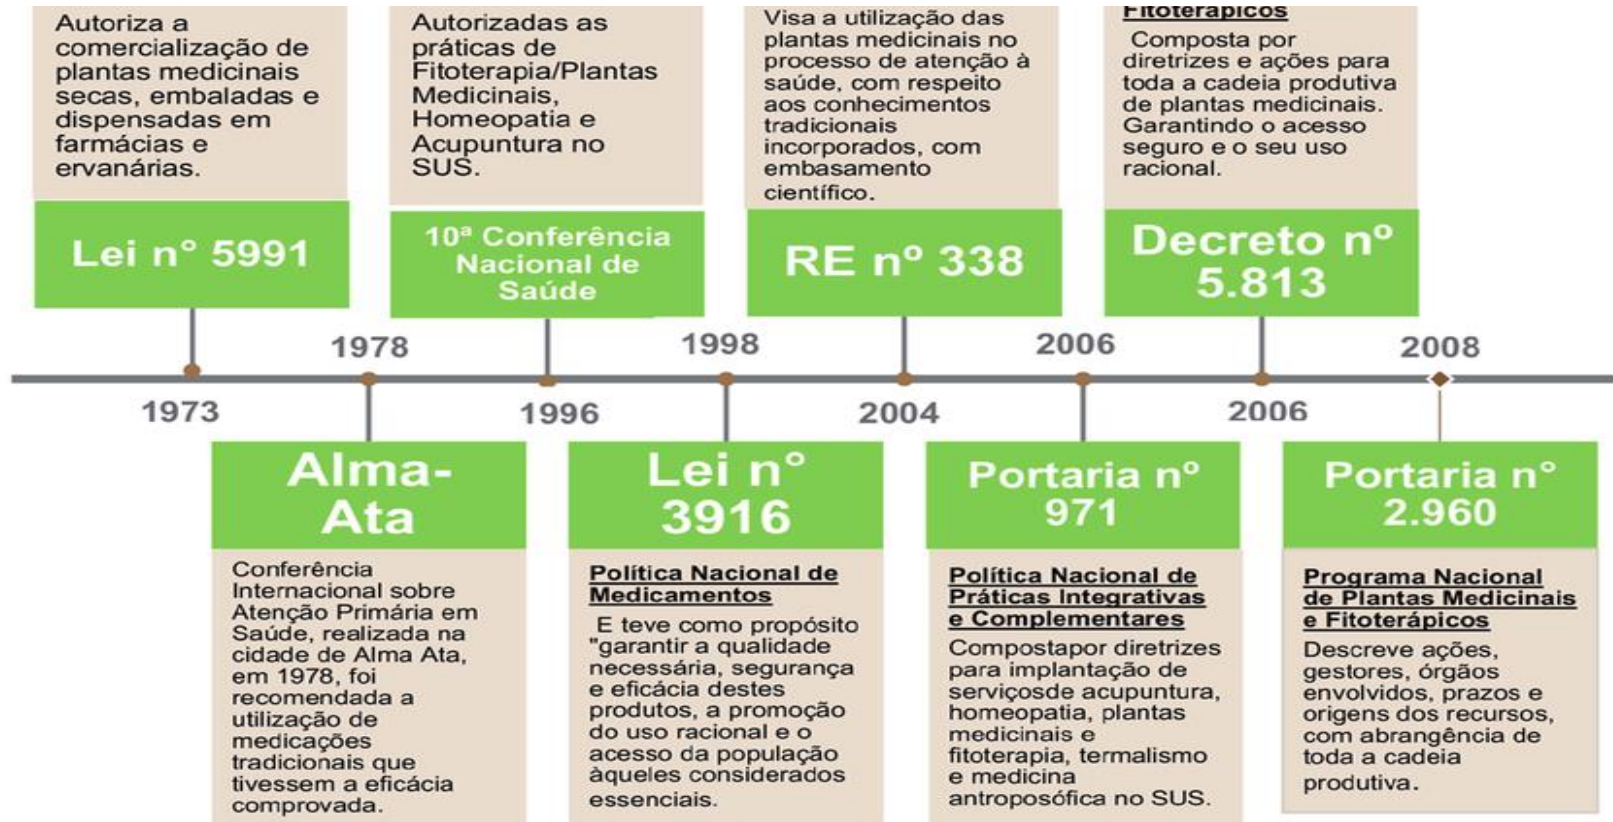 Autoriza a
comercialização de
plantas medicinais
secas, embaladas e
dispensadas em
farmácias e
ervanárias.
Lei n° 5991
1973
Autorizadas as
práticas de
Fitoterapia/Plantas
Medicinais,
Homeopatia e
Acupuntura no
SUS.
10ª Conferência
Nacional de
Saúde
1996
Visa a utilização das
plantas medicinais no
processo de atenção à
saúde, com respeito
aos conhecimentos
tradicionais
incorporados, com
embasamento
científico.
RE nº 338
2004
Fitoterápicos
Composta por
diretrizes e ações para
toda a cadeia produtiva
de plantas medicinais.
Garantindo o acesso
seguro e o seu uso
racional.
Decreto nº
5.813
2006
1978
Alma-
Ata
Conferência
Internacional sobre
Atenção Primária em
Saúde, realizada na
cidade de Alma Ata,
em 1978, foi
recomendada a
utilização de
medicações
tradicionais que
tivessem a eficácia
comprovada.
1998
Lei n°
3916
Política Nacional de
Medicamentos
E teve como propósito
"garantir a qualidade
necessária, segurança
e eficácia destes
produtos, a promoção
do uso racional e o
acesso da população
àqueles considerados
essenciais.
2006
Portaria nº
971
Política Nacional de
Práticas Integrativas
e Complementares
Compostapor diretrizes
para implantação de
serviçosde acupuntura,
homeopatia, plantas
medicinais e
fitoterapia, termalismo
e medicina
antroposófica no SUS.
2008
Portaria n°
2.960
Programa Nacional
de Plantas Medicinais
e Fitoterápicos
Descreve ações,
gestores, órgãos
envolvidos, prazos e
origens dos recursos,
com abrangência de
toda a cadeia
produtiva.